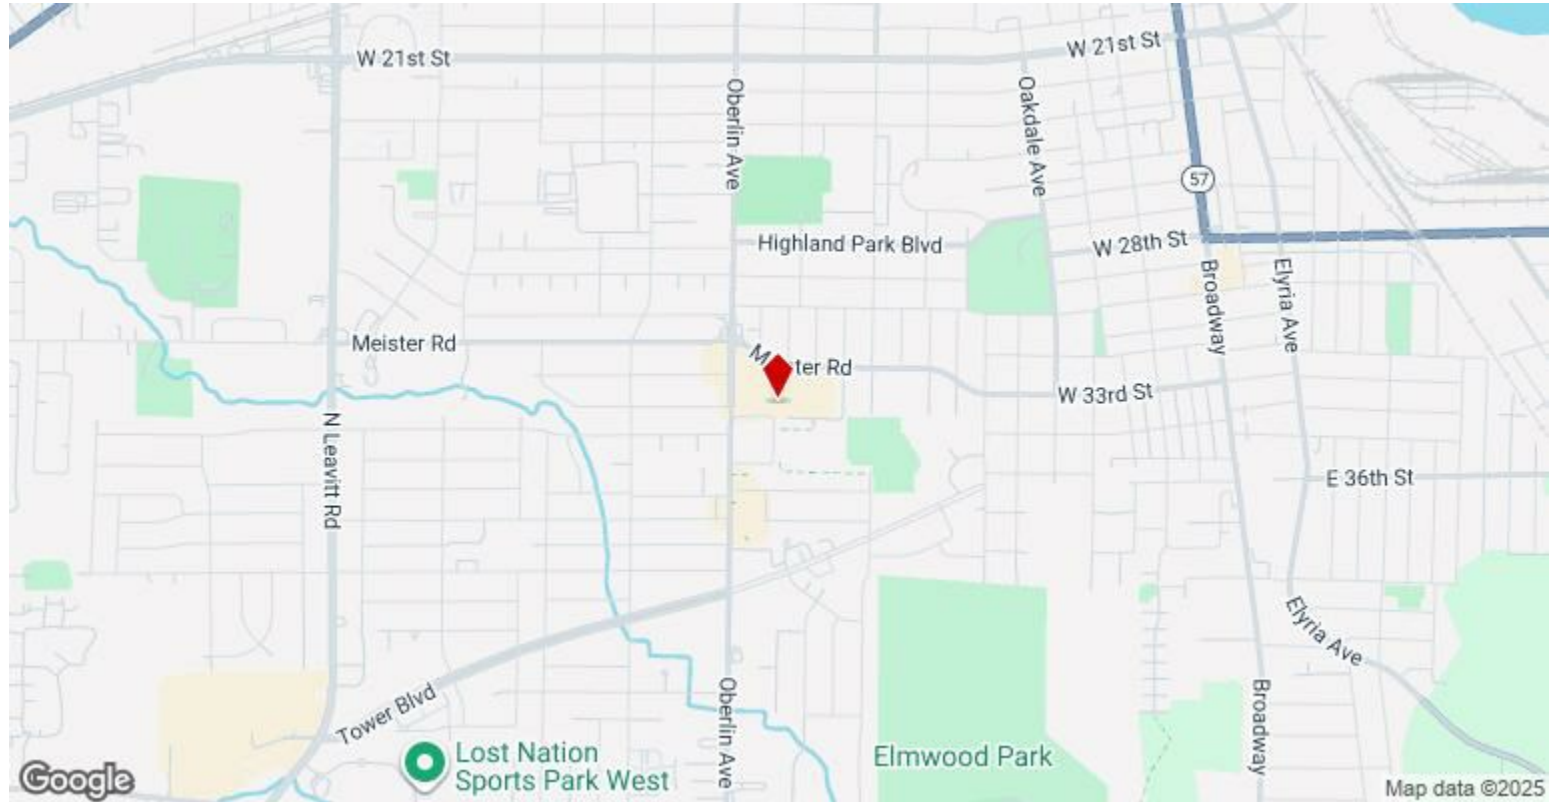 W 21st St
W 21st St
Oberlin Ave
Oakdale Ave
57
Highland Park Blvd
W 28th St
Broadway
Elyria Ave
Meister Rd
ter Rd
W 33rd St
N Leavitt Rd
E 36th St
Elyria Ave
Tower Blvd
Oberlin Ave
Broadway
Lost Nation
Sports Park West
Elmwood Park
Google
Map data ©2025